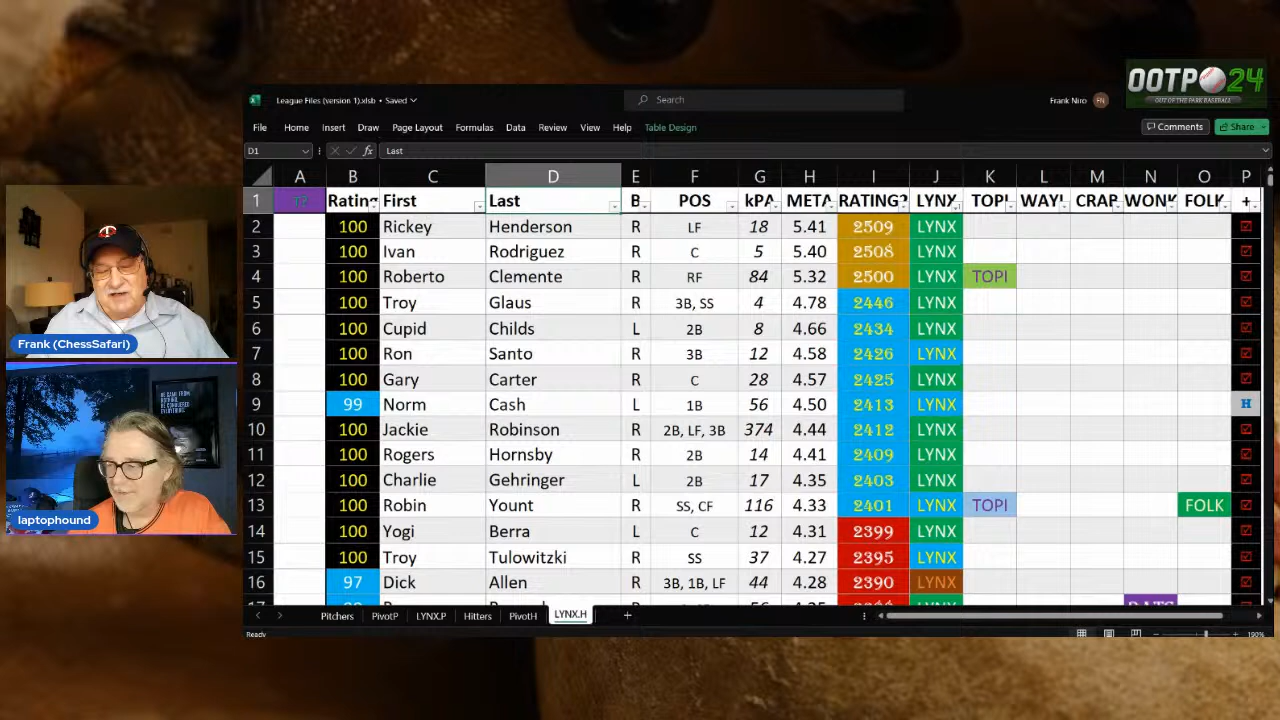 OOTP 24
OUT OF THE PARK BASEBALL
League Files (version 1).xlsb • Saved
Search
Frank Niro
FN
File Home Insert Draw Page Layout Formulas Data Review View Help Table Design
Comments
Share
D1
fx
Last
A B C D E F G H I J K L M N O P
1 Rating First Last B POS kPA META RATING? LYNX TOPI WAYI CRAP WONK FOLK +
2 100 Rickey Henderson R LF 18 5.41 2509 LYNX
3 100 Ivan Rodriguez R C 5 5.40 2508 LYNX
4 100 Roberto Clemente R RF 84 5.32 2500 LYNX TOPI
5 100 Troy Glaus R 3B, SS 4 4.78 2446 LYNX
6 100 Cupid Childs L 2B 8 4.66 2434 LYNX
7 100 Ron Santo R 3B 12 4.58 2426 LYNX
8 100 Gary Carter R C 28 4.57 2425 LYNX
9 99 Norm Cash L 1B 56 4.50 2413 LYNX H
10 100 Jackie Robinson R 2B, LF, 3B 374 4.44 2412 LYNX
11 100 Rogers Hornsby R 2B 14 4.41 2409 LYNX
12 100 Charlie Gehringer L 2B 17 4.35 2403 LYNX
13 100 Robin Yount R SS, CF 116 4.33 2401 LYNX TOPI FOLK
14 100 Yogi Berra L C 12 4.31 2399 LYNX
15 100 Troy Tulowitzki R SS 37 4.27 2395 LYNX
16 97 Dick Allen R 3B, 1B, LF 44 4.28 2390 LYNX
Pitchers PivotP LYNX.P Hitters PivotH LYNX.H
Ready
190%
Frank (ChessSafari)
laptophound